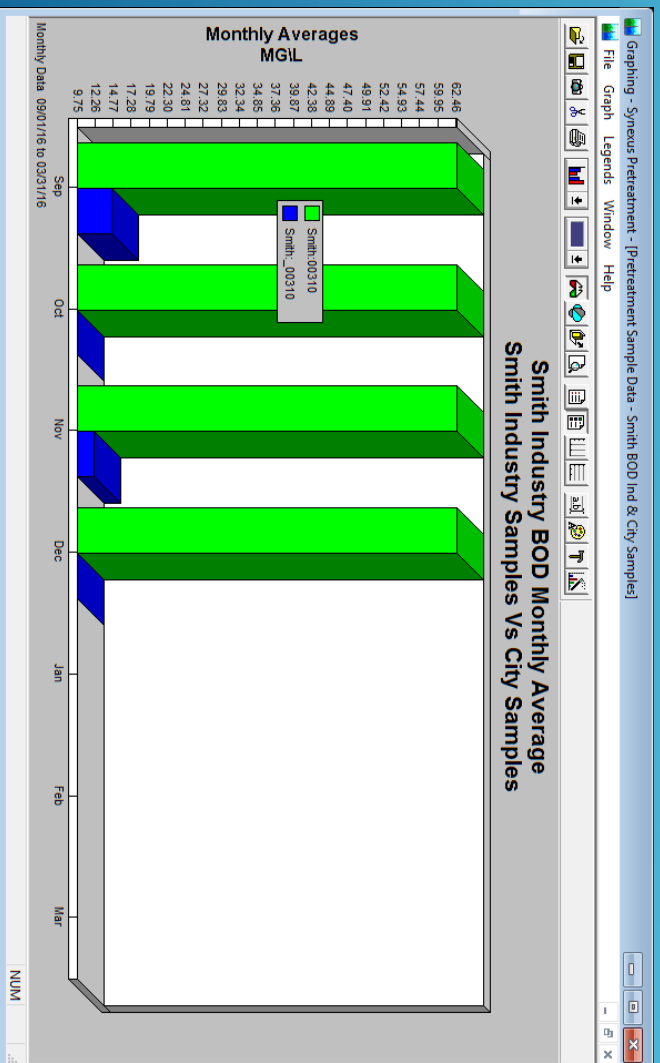 Graphing - Synexus Pretreatment - [Pretreatment Sample Data - Smith BOD Ind & City Samples]
File Graph Legends Window Help
a.b|
Smith Industry BOD Monthly Average
Smith Industry Samples Vs City Samples
Monthly Averages
MG\L
62.46
59.95
57.44
54.93
52.42
49.91
47.40
44.89
42.38
39.87
37.36
34.85
32.34
29.83
27.32
24.81
22.30
19.79
17.28
14.77
12.26
9.75
Smith:00310
Smith:_00310
Sep Oct Nov Dec Jan Feb Mar
Monthly Data 09/01/16 to 03/31/16
NUM